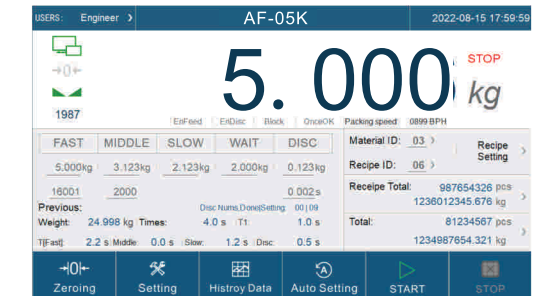 USERS: Engineer > AF-05K 2022-08-15 17:59:59
5.000 kg
STOP
→0←
1987
EnFeed EnDisc Block OnceOK Packing speed: 0899 BPH
FAST MIDDLE SLOW WAIT DISC
5.000kg 3.123kg 2.123kg 2.000kg 0.123kg
16001 2000 0.002 s
Previous: Disc Nums,Done|Setting: 00|09
Weight: 24.998 kg Times: 4.0 s T1: 1.0 s
T|Fast|: 2.2 s Middle: 0.0 s Slow: 1.2 s Disc: 0.5 s
Material ID: 03 >
Recipe ID: 06 >
Recipe Setting >
Receipe Total: 987654326 pcs
1236012345.676 kg >
Total: 81234567 pcs
1234987654.321 kg >
→|0|← Zeroing
Setting
Histroy Data
Auto Setting
START
STOP